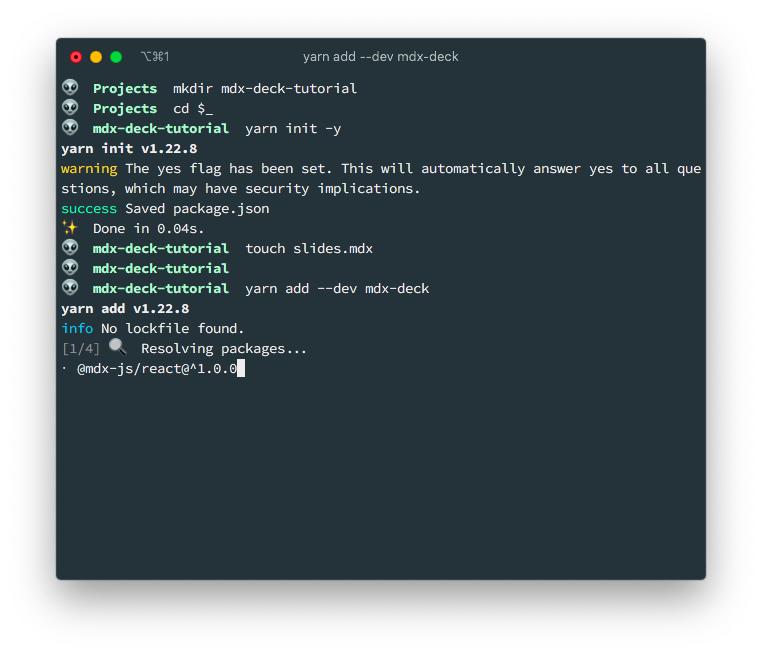 ⌥⌘1 yarn add --dev mdx-deck
👽 Projects mkdir mdx-deck-tutorial
👽 Projects cd $_
👽 mdx-deck-tutorial yarn init -y
yarn init v1.22.8
warning The yes flag has been set. This will automatically answer yes to all que
stions, which may have security implications.
success Saved package.json
✨ Done in 0.04s.
👽 mdx-deck-tutorial touch slides.mdx
👽 mdx-deck-tutorial
👽 mdx-deck-tutorial yarn add --dev mdx-deck
yarn add v1.22.8
info No lockfile found.
[1/4] 🔍 Resolving packages...
⠂ @mdx-js/react@^1.0.0